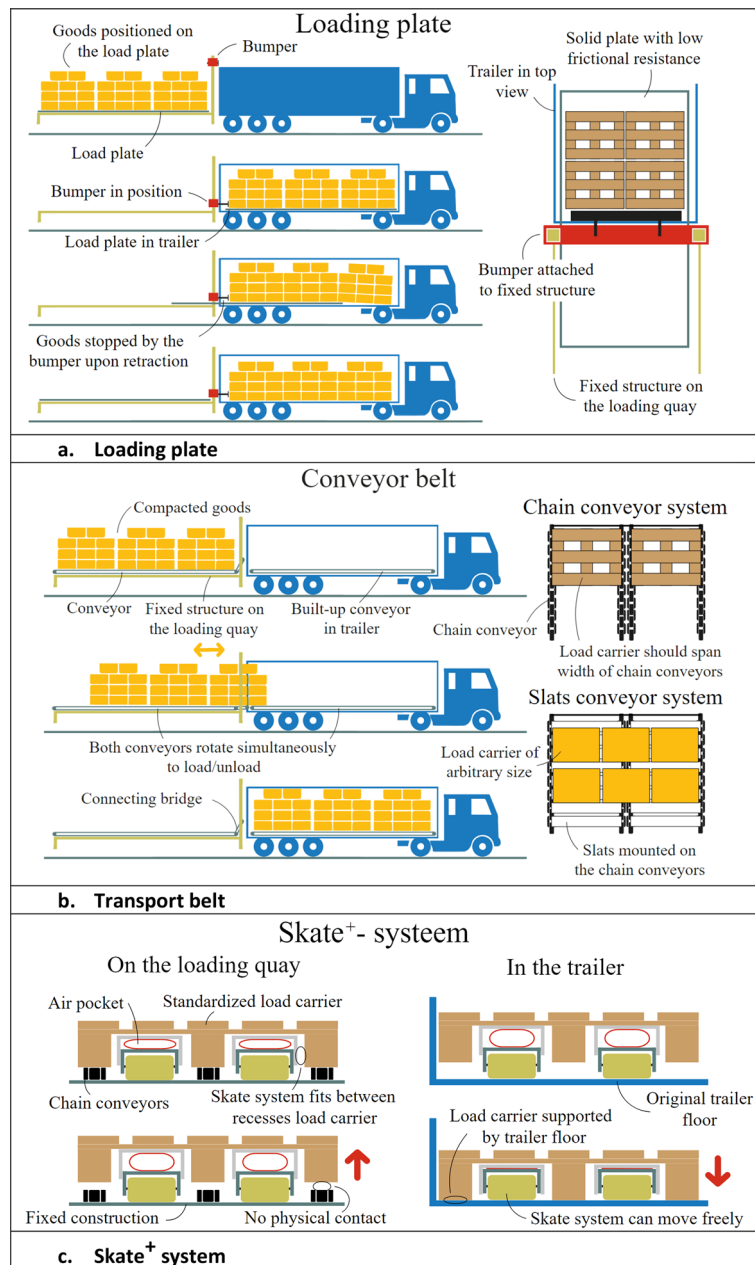 Loading plate
Goods positioned on
the load plate
Bumper
Load plate
Bumper in position
Load plate in trailer
Goods stopped by the
bumper upon retraction
Solid plate with low
frictional resistance
Trailer in top
view
Bumper attached
to fixed structure
Fixed structure on
the loading quay
a. Loading plate
Conveyor belt
Compacted goods
Conveyor
Fixed structure on
the loading quay
Built-up conveyor
in trailer
Both conveyors rotate simultaneously
to load/unload
Connecting bridge
Chain conveyor system
Chain conveyor
Load carrier should span
width of chain conveyors
Slats conveyor system
Load carrier of
arbitrary size
Slats mounted on
the chain conveyors
b. Transport belt
Skate⁺- systeem
On the loading quay
Air pocket
Standardized load carrier
Chain conveyors
Skate system fits between
recesses load carrier
Fixed construction
No physical contact
In the trailer
Original trailer
floor
Load carrier supported
by trailer floor
Skate system can move freely
c. Skate⁺ system